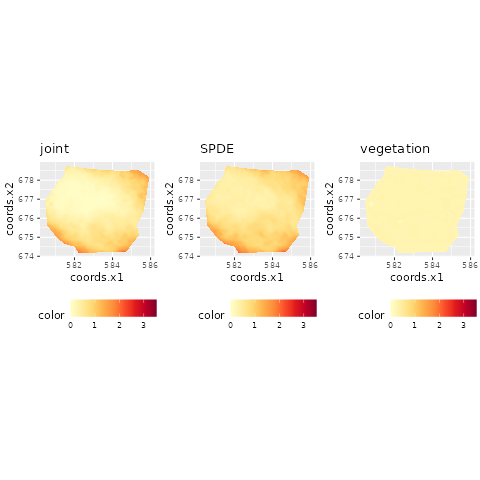 joint
SPDE
vegetation
coords.x2
678
677
676
675
674
582 584 586
coords.x1
coords.x2
678
677
676
675
674
582 584 586
coords.x1
coords.x2
678
677
676
675
674
582 584 586
coords.x1
color
0 1 2 3
color
0 1 2 3
color
0 1 2 3